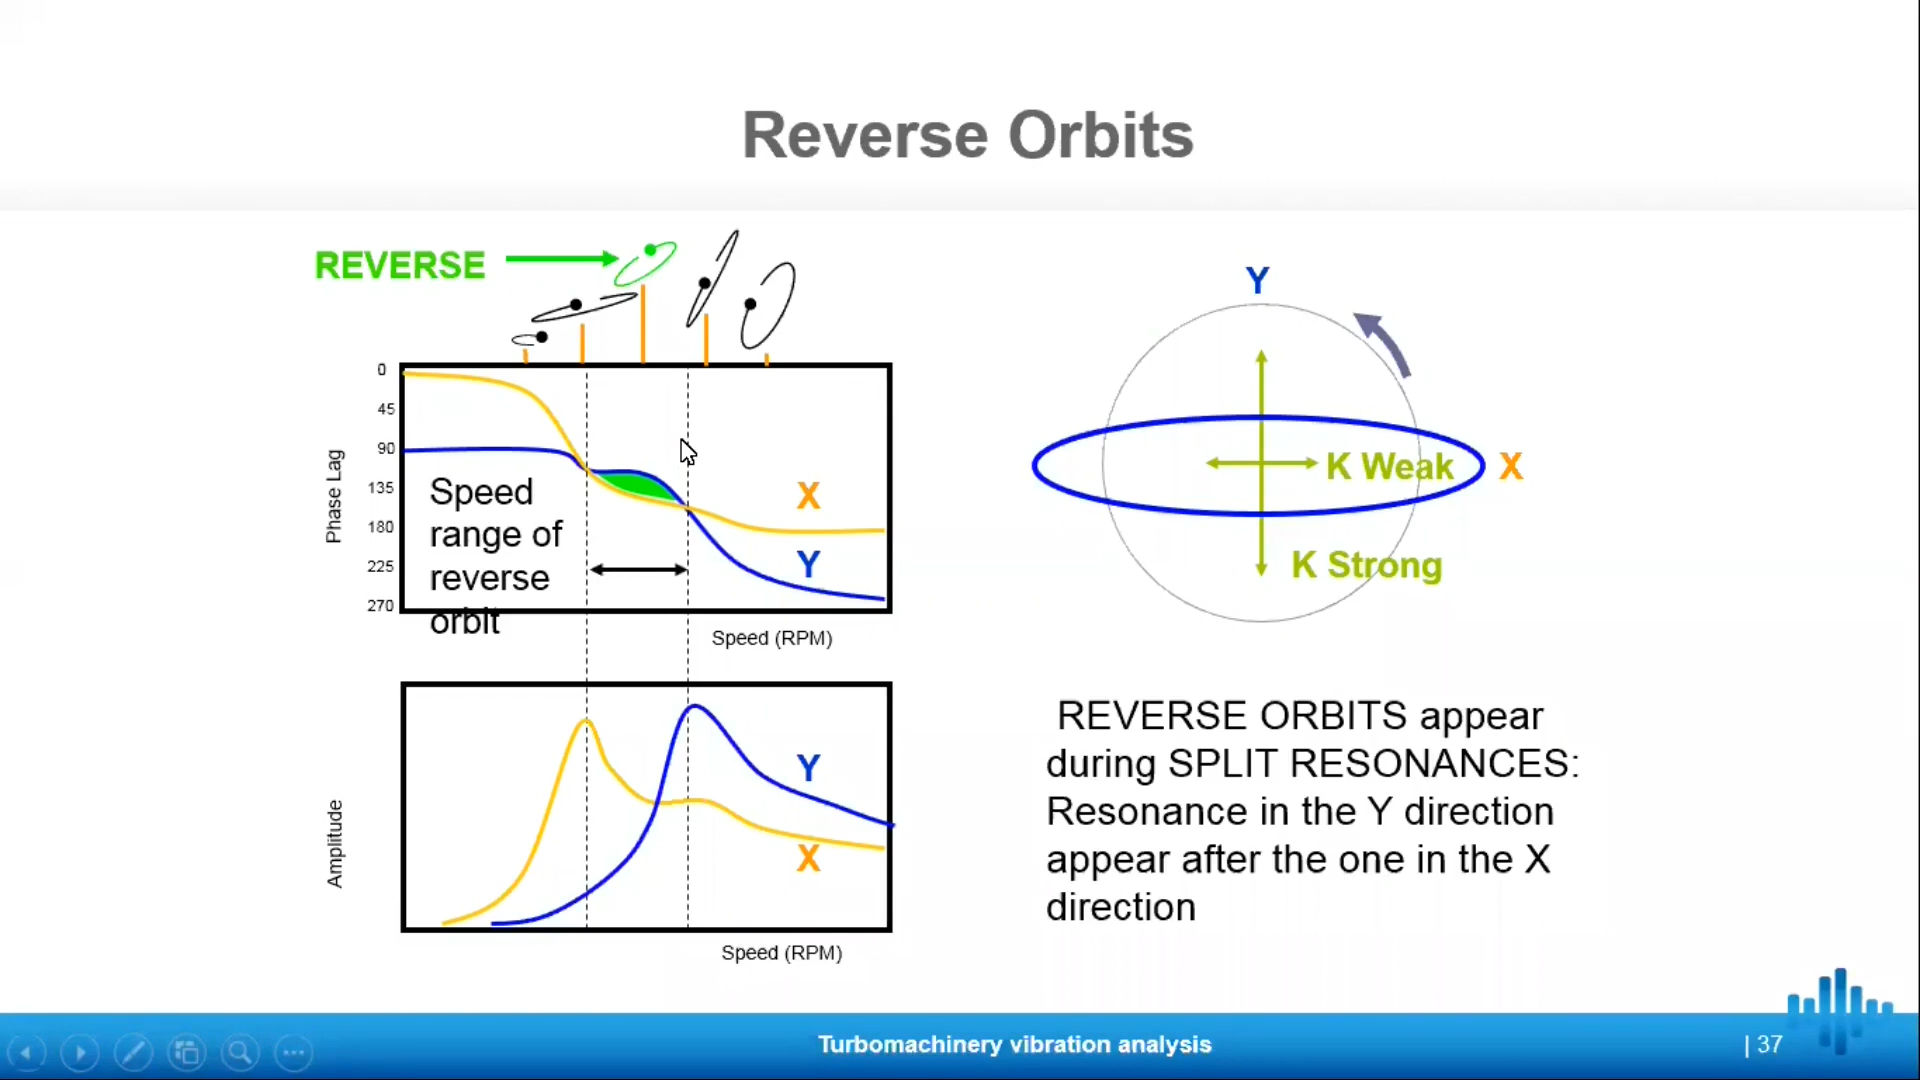 Reverse Orbits
REVERSE
0
45
90
135
180
225
270
Phase Lag
Speed
range of
reverse
orbit
X
Y
Speed (RPM)
Amplitude
Y
X
Speed (RPM)
Y
X
K Weak
K Strong
REVERSE ORBITS appear
during SPLIT RESONANCES:
Resonance in the Y direction
appear after the one in the X
direction
Turbomachinery vibration analysis
| 37